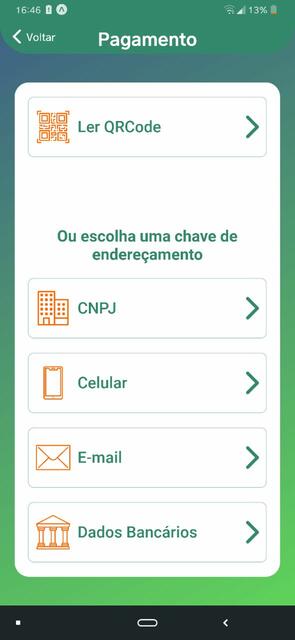 16:46 13%
Voltar Pagamento
Ler QRCode
Ou escolha uma chave de
endereçamento
CNPJ
Celular
E-mail
Dados Bancários